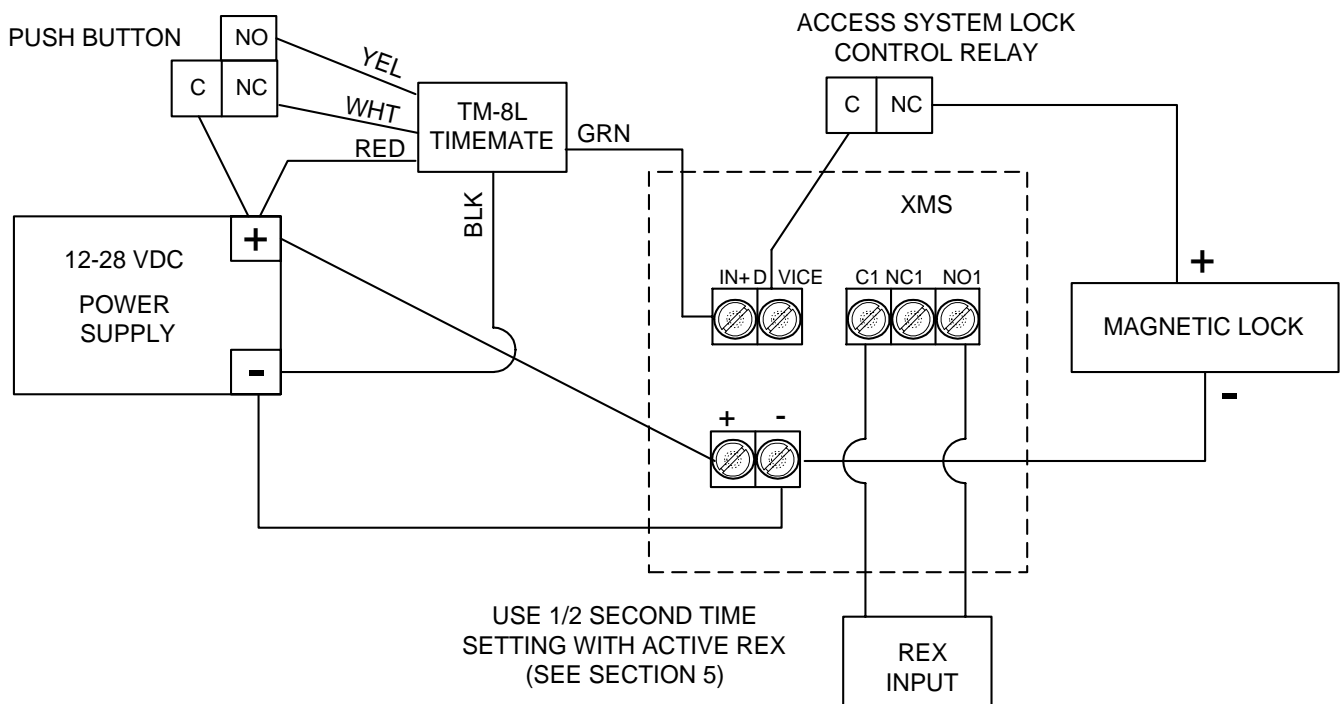 PUSH BUTTON
NO
C NC
YEL
WHT
RED
TM-8L
TIMEMATE
GRN
BLK
ACCESS SYSTEM LOCK
CONTROL RELAY
C NC
12-28 VDC
POWER
SUPPLY
+
-
XMS
IN+ D VICE
C1 NC1 NO1
+ -
+
MAGNETIC LOCK
-
USE 1/2 SECOND TIME
SETTING WITH ACTIVE REX
(SEE SECTION 5)
REX
INPUT